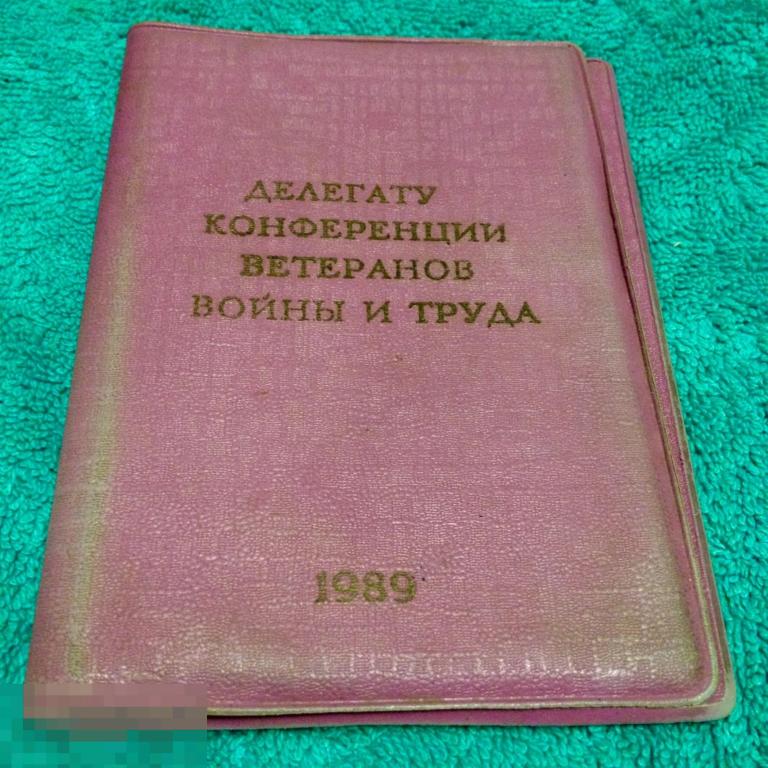 ДЕЛЕГАТУ
КОНФЕРЕНЦИИ
ВЕТЕРАНОВ
ВОЙНЫ И ТРУДА
1989